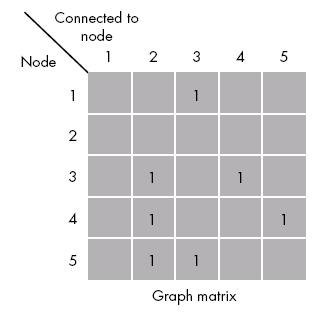 Connected to
node
Node
1 2 3 4 5
1 1
2
3 1 1
4 1 1
5 1 1
Graph matrix